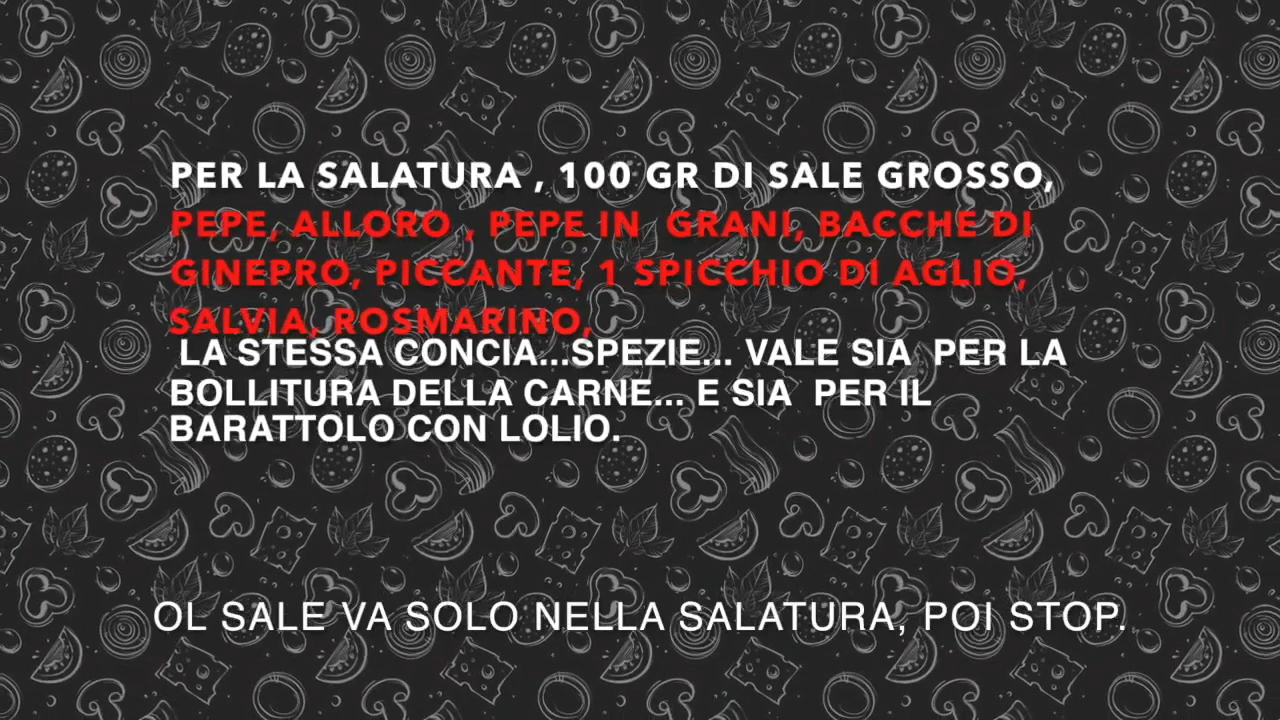 PER LA SALATURA , 100 GR DI SALE GROSSO,
PEPE, ALLORO , PEPE IN GRANI, BACCHE DI
GINEPRO, PICCANTE, 1 SPICCHIO DI AGLIO,
SALVIA, ROSMARINO,
LA STESSA CONCIA...SPEZIE... VALE SIA PER LA
BOLLITURA DELLA CARNE... E SIA PER IL
BARATTOLO CON LOLIO.
OL SALE VA SOLO NELLA SALATURA, POI STOP.